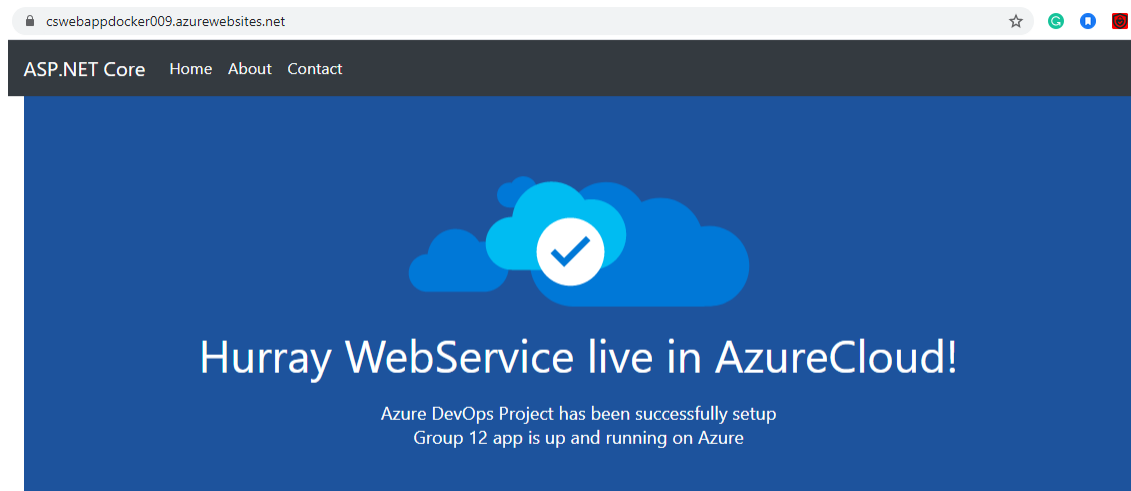 cswebappdocker009.azurewebsites.net
ASP.NET Core Home About Contact
Hurray WebService live in AzureCloud!
Azure DevOps Project has been successfully setup
Group 12 app is up and running on Azure